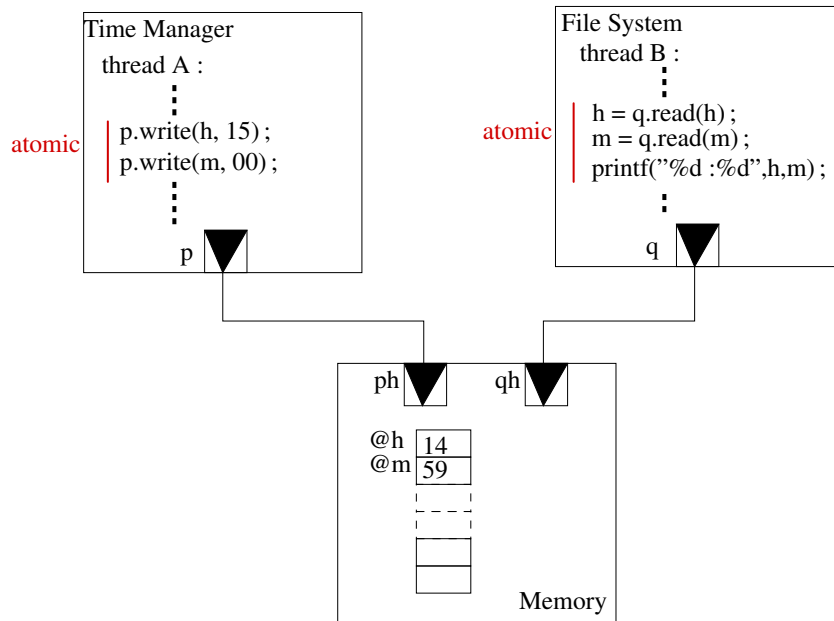 Time Manager
thread A :
atomic
p.write(h, 15) ;
p.write(m, 00) ;
p
File System
thread B :
atomic
h = q.read(h) ;
m = q.read(m) ;
printf(”%d :%d”,h,m) ;
q
ph
qh
@h 14
@m 59
Memory